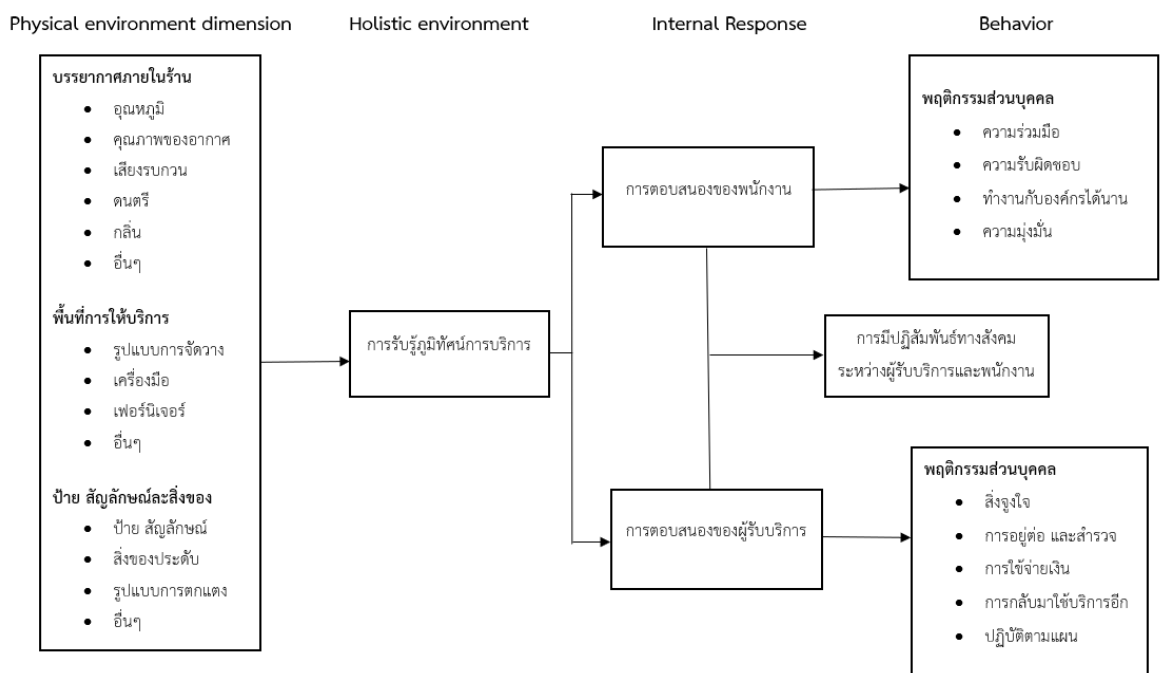 Physical environment dimension
Holistic environment
Internal Response
Behavior
บรรยากาศภายในร้าน
อุณหภูมิ
คุณภาพของอากาศ
เสียงรบกวน
ดนตรี
กลิ่น
อื่นๆ
พื้นที่การให้บริการ
รูปแบบการจัดวาง
เครื่องมือ
เฟอร์นิเจอร์
อื่นๆ
ป้าย สัญลักษณ์ละสิ่งของ
ป้าย สัญลักษณ์
สิ่งของประดับ
รูปแบบการตกแตง
อื่นๆ
การรับรู้ภูมิทัศน์การบริการ
การตอบสนองของพนักงาน
การตอบสนองของผู้รับบริการ
พฤติกรรมส่วนบุคคล
ความร่วมมือ
ความรับผิดชอบ
ทำงานกับองค์กรได้นาน
ความมุ่งมั่น
การมีปฏิสัมพันธ์ทางสังคม
ระหว่างผู้รับบริการและพนักงาน
พฤติกรรมส่วนบุคคล
สิ่งจูงใจ
การอยู่ต่อ และสำรวจ
การใช้จ่ายเงิน
การกลับมาใช้บริการอีก
ปฏิบัติตามแผน